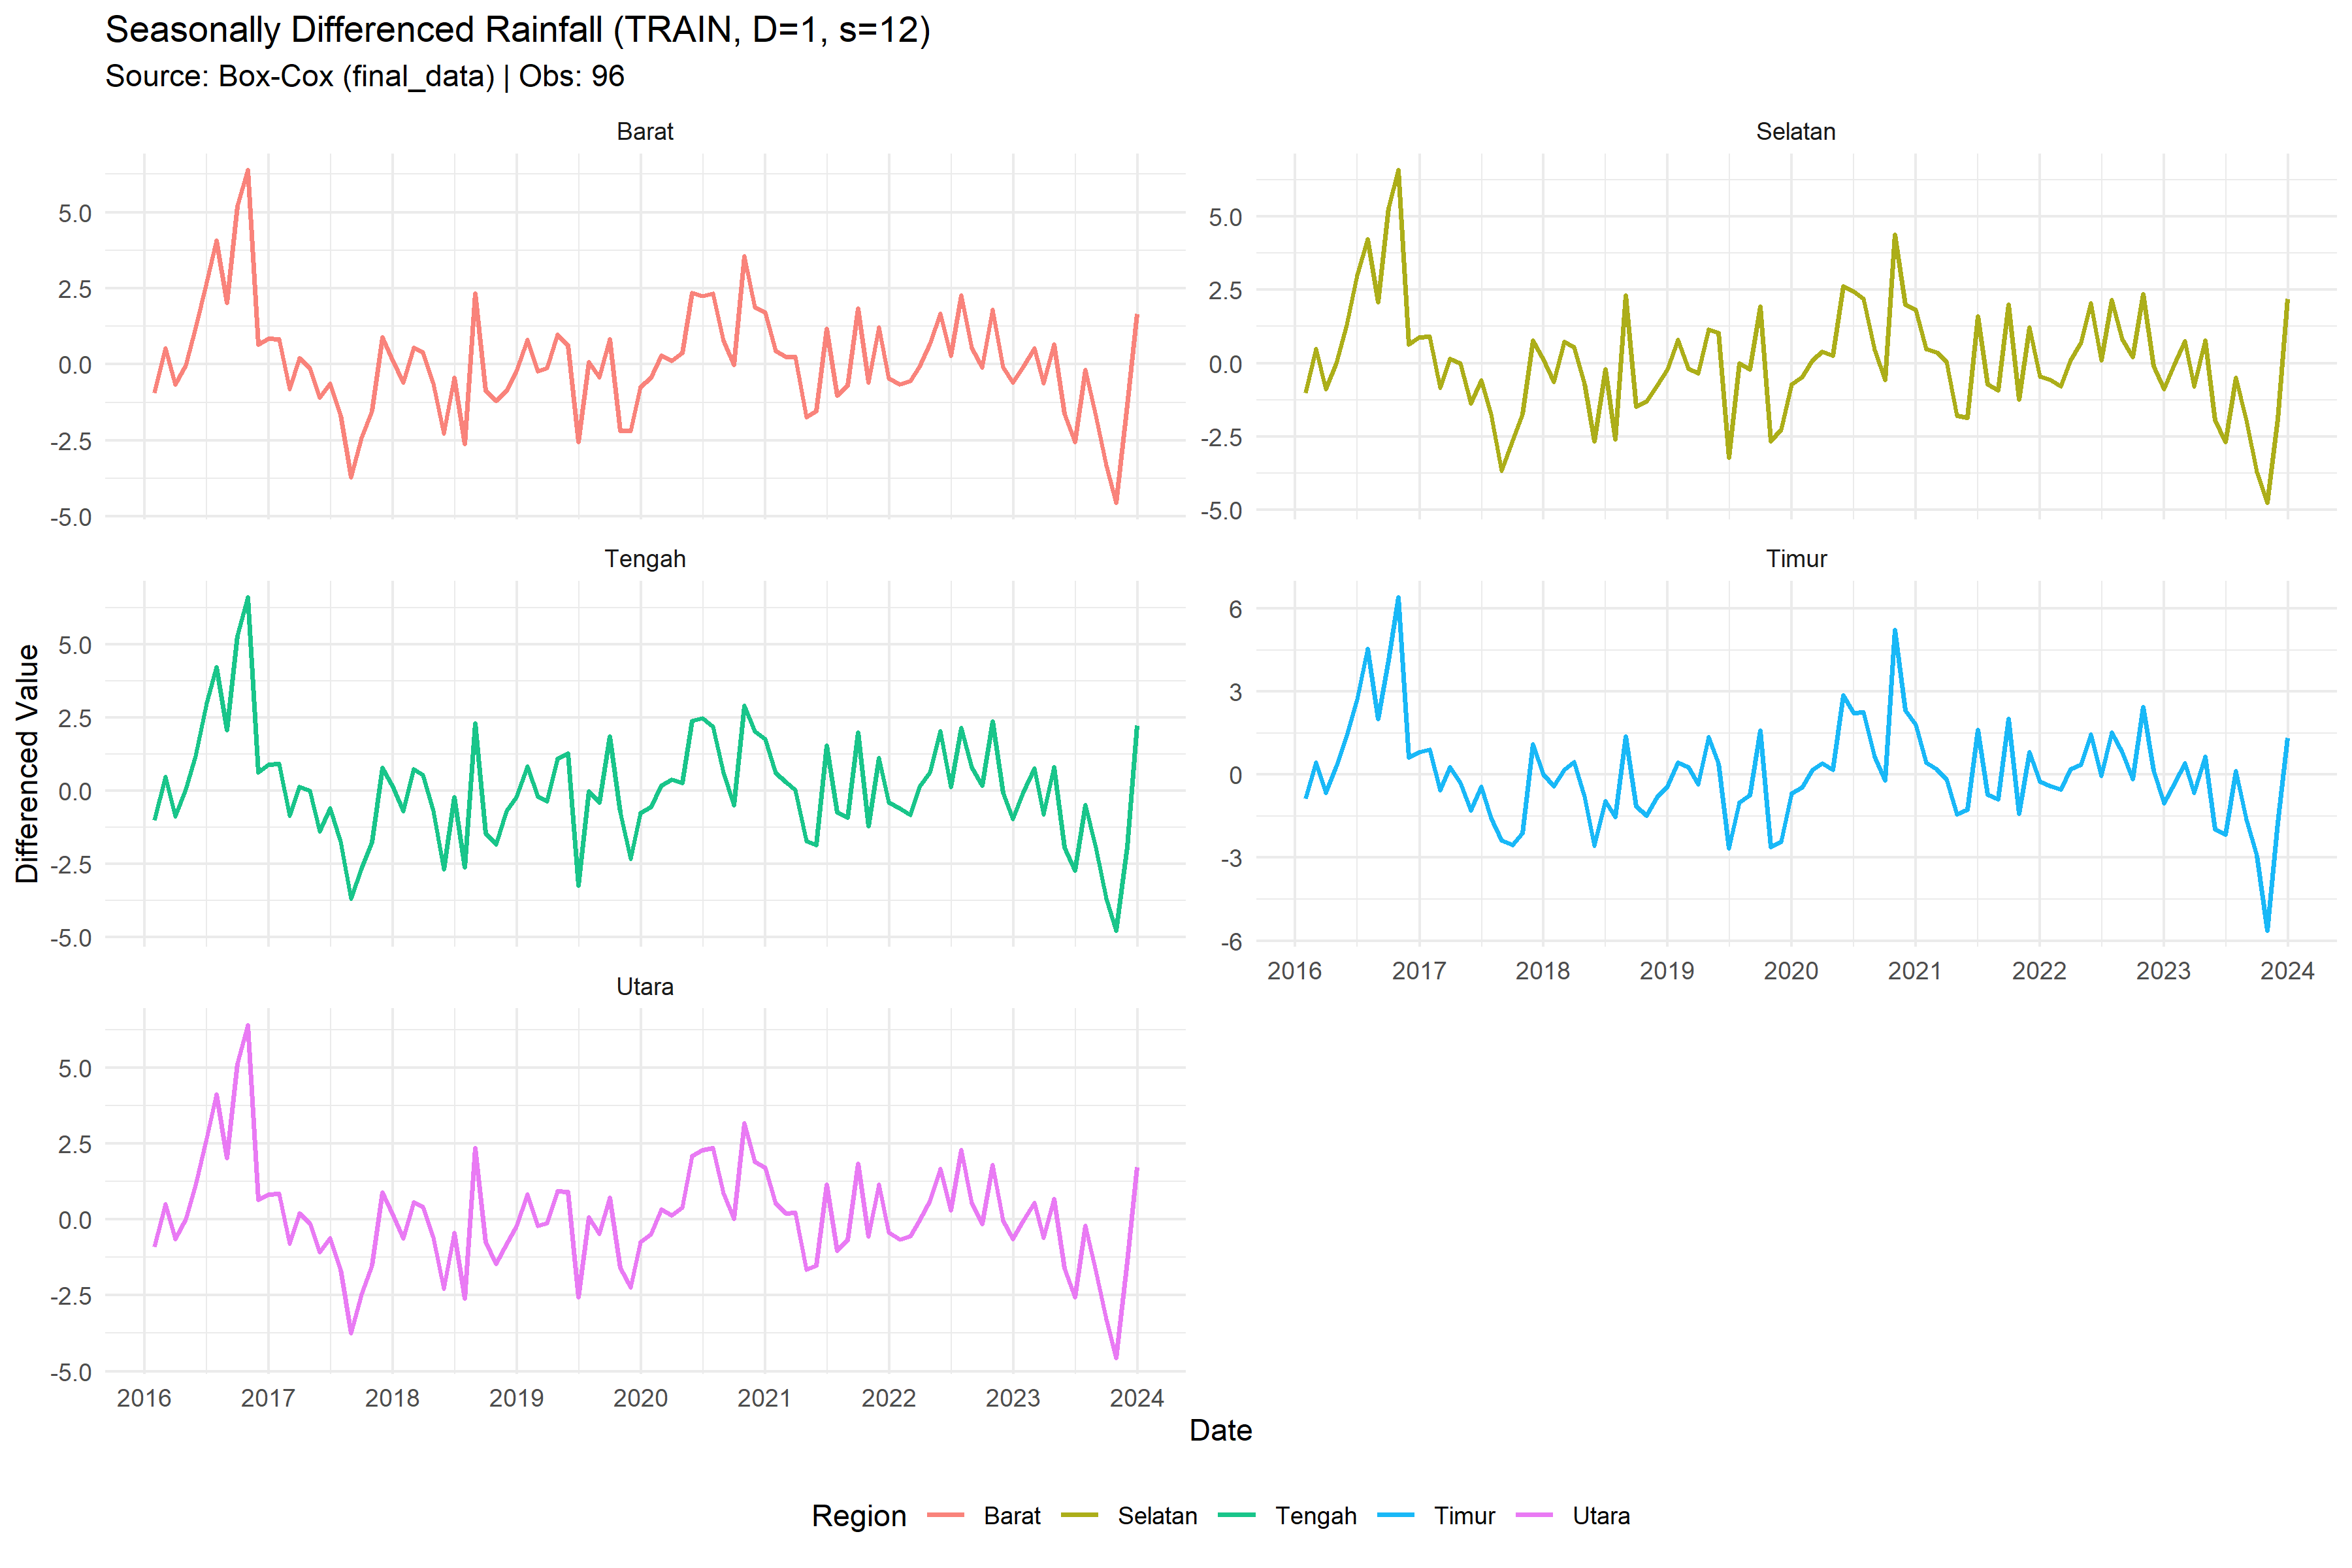 Seasonally Differenced Rainfall (TRAIN, D=1, s=12)
Source: Box-Cox (final_data) | Obs: 96
Barat
5.0
2.5
0.0
-2.5
-5.0
Selatan
5.0
2.5
0.0
-2.5
-5.0
Differenced Value
Tengah
5.0
2.5
0.0
-2.5
-5.0
Timur
6
3
0
-3
-6
2016 2017 2018 2019 2020 2021 2022 2023 2024
Utara
5.0
2.5
0.0
-2.5
-5.0
2016 2017 2018 2019 2020 2021 2022 2023 2024
Date
Region Barat Selatan Tengah Timur Utara